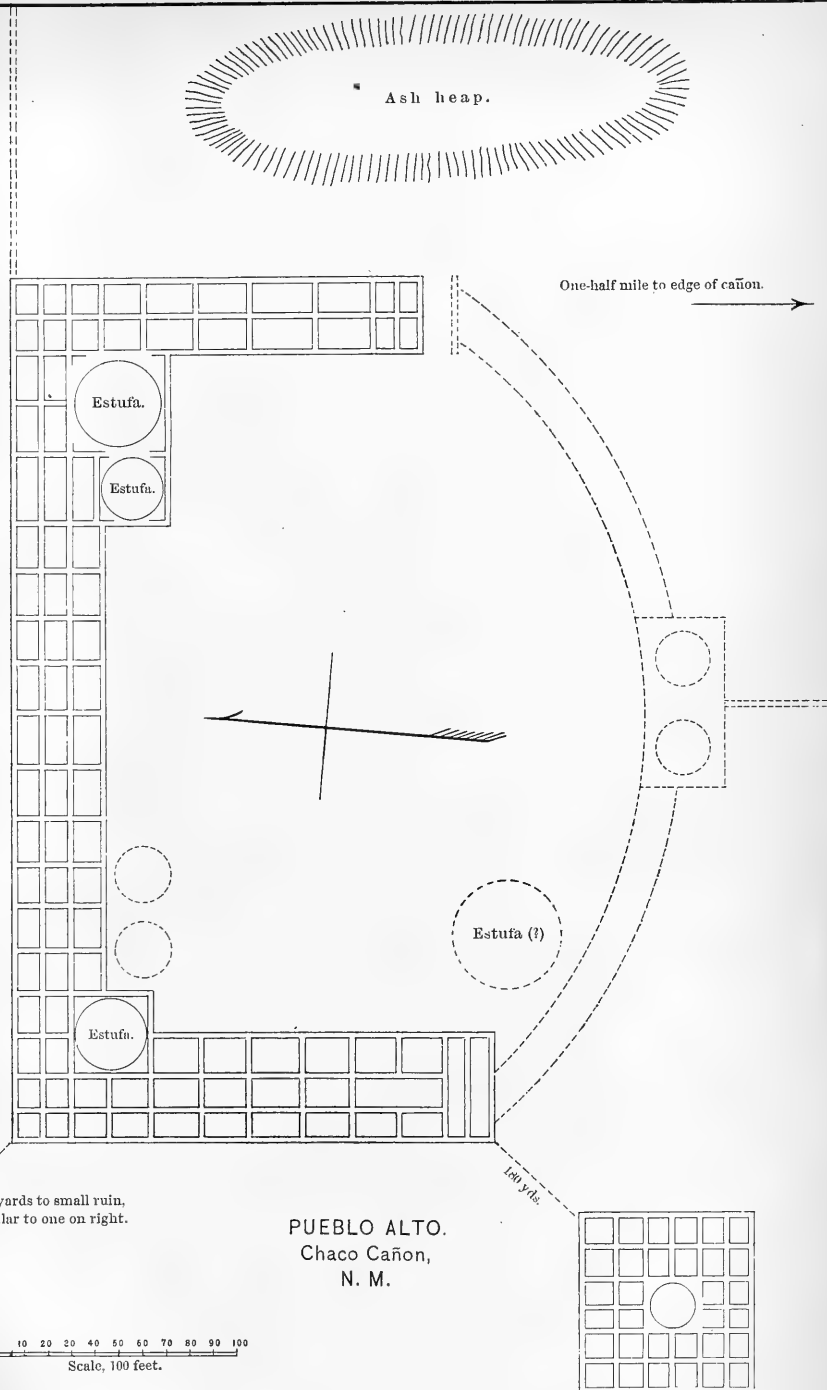 Ash heap.
One-half mile to edge of cañon.
Estufa.
Estufa.
Estufa (?)
Estufa.
180 yds.
yards to small ruin,
lar to one on right.
PUEBLO ALTO.
Chaco Cañon,
N. M.
10 20 20 40 50 60 70 80 90 100
Scale, 100 feet.